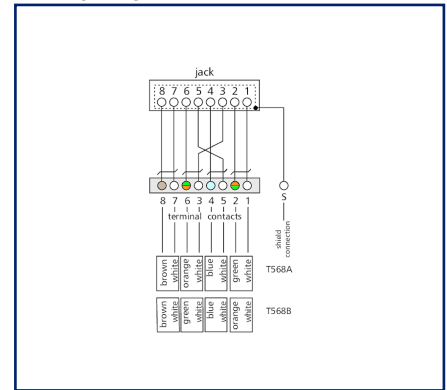 jack
8 7 6 5 4 3 2 1
8 7 6 3 4 5 2 1
S
terminal contacts
shield
connection
brown white orange white blue white green white
T568A
brown white green white blue white orange white
T568B